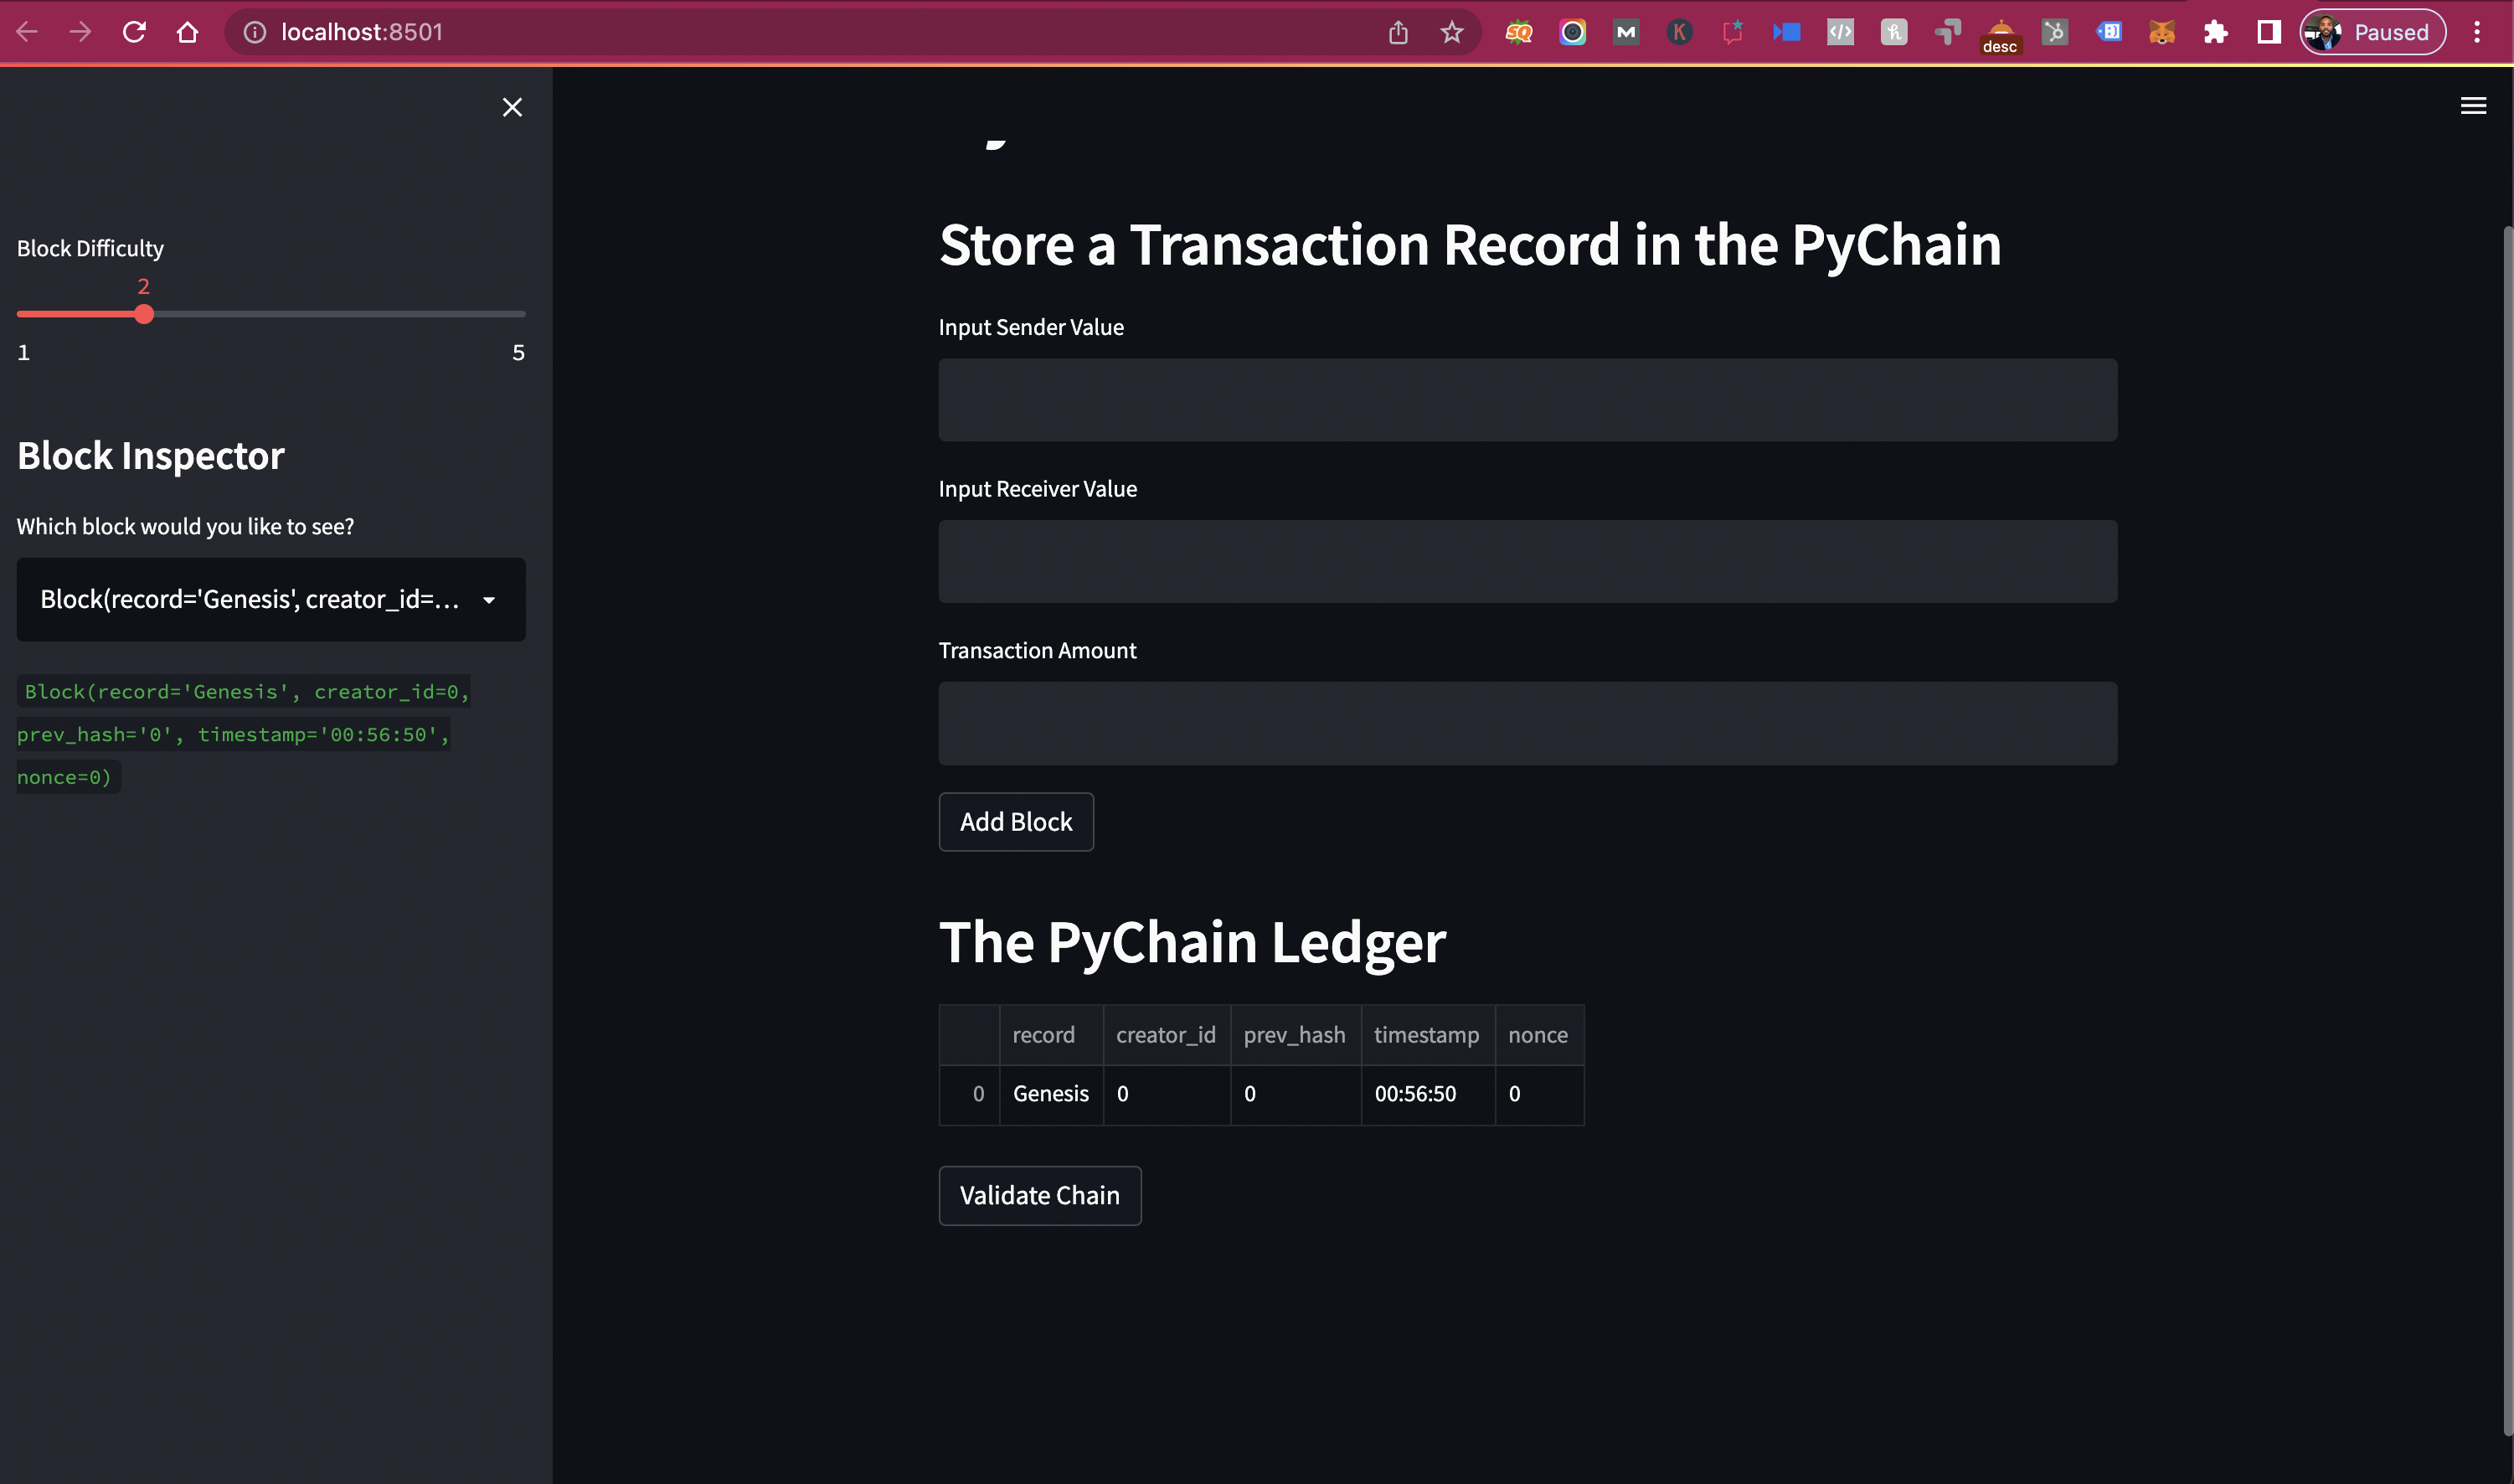 localhost:8501
desc
Paused
Block Difficulty
2
1
5
Block Inspector
Which block would you like to see?
Block(record='Genesis', creator_id=...
Block(record='Genesis', creator_id=0,
prev_hash='0', timestamp='00:56:50',
nonce=0)
Store a Transaction Record in the PyChain
Input Sender Value
Input Receiver Value
Transaction Amount
Add Block
The PyChain Ledger
record creator_id prev_hash timestamp nonce
0 Genesis 0 0 00:56:50 0
Validate Chain